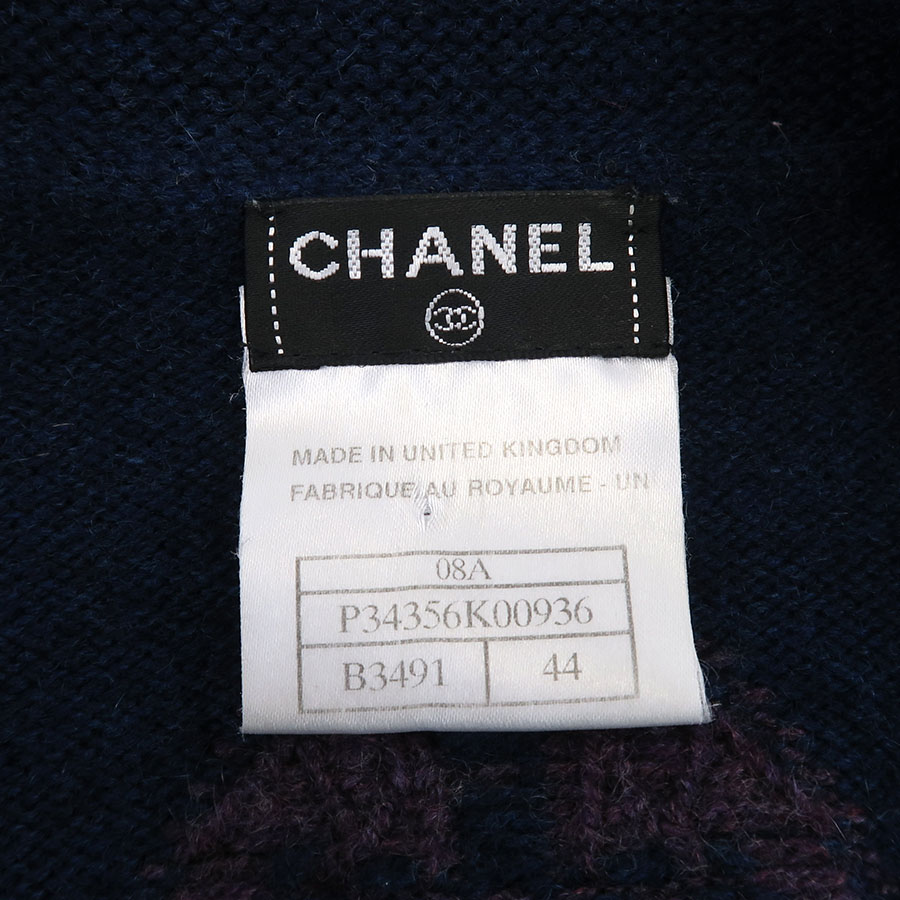 CHANEL
MADE IN UNITED KINGDOM
FABRIQUE AU ROYAUME - UN
08A
P34356K00936
B3491 44